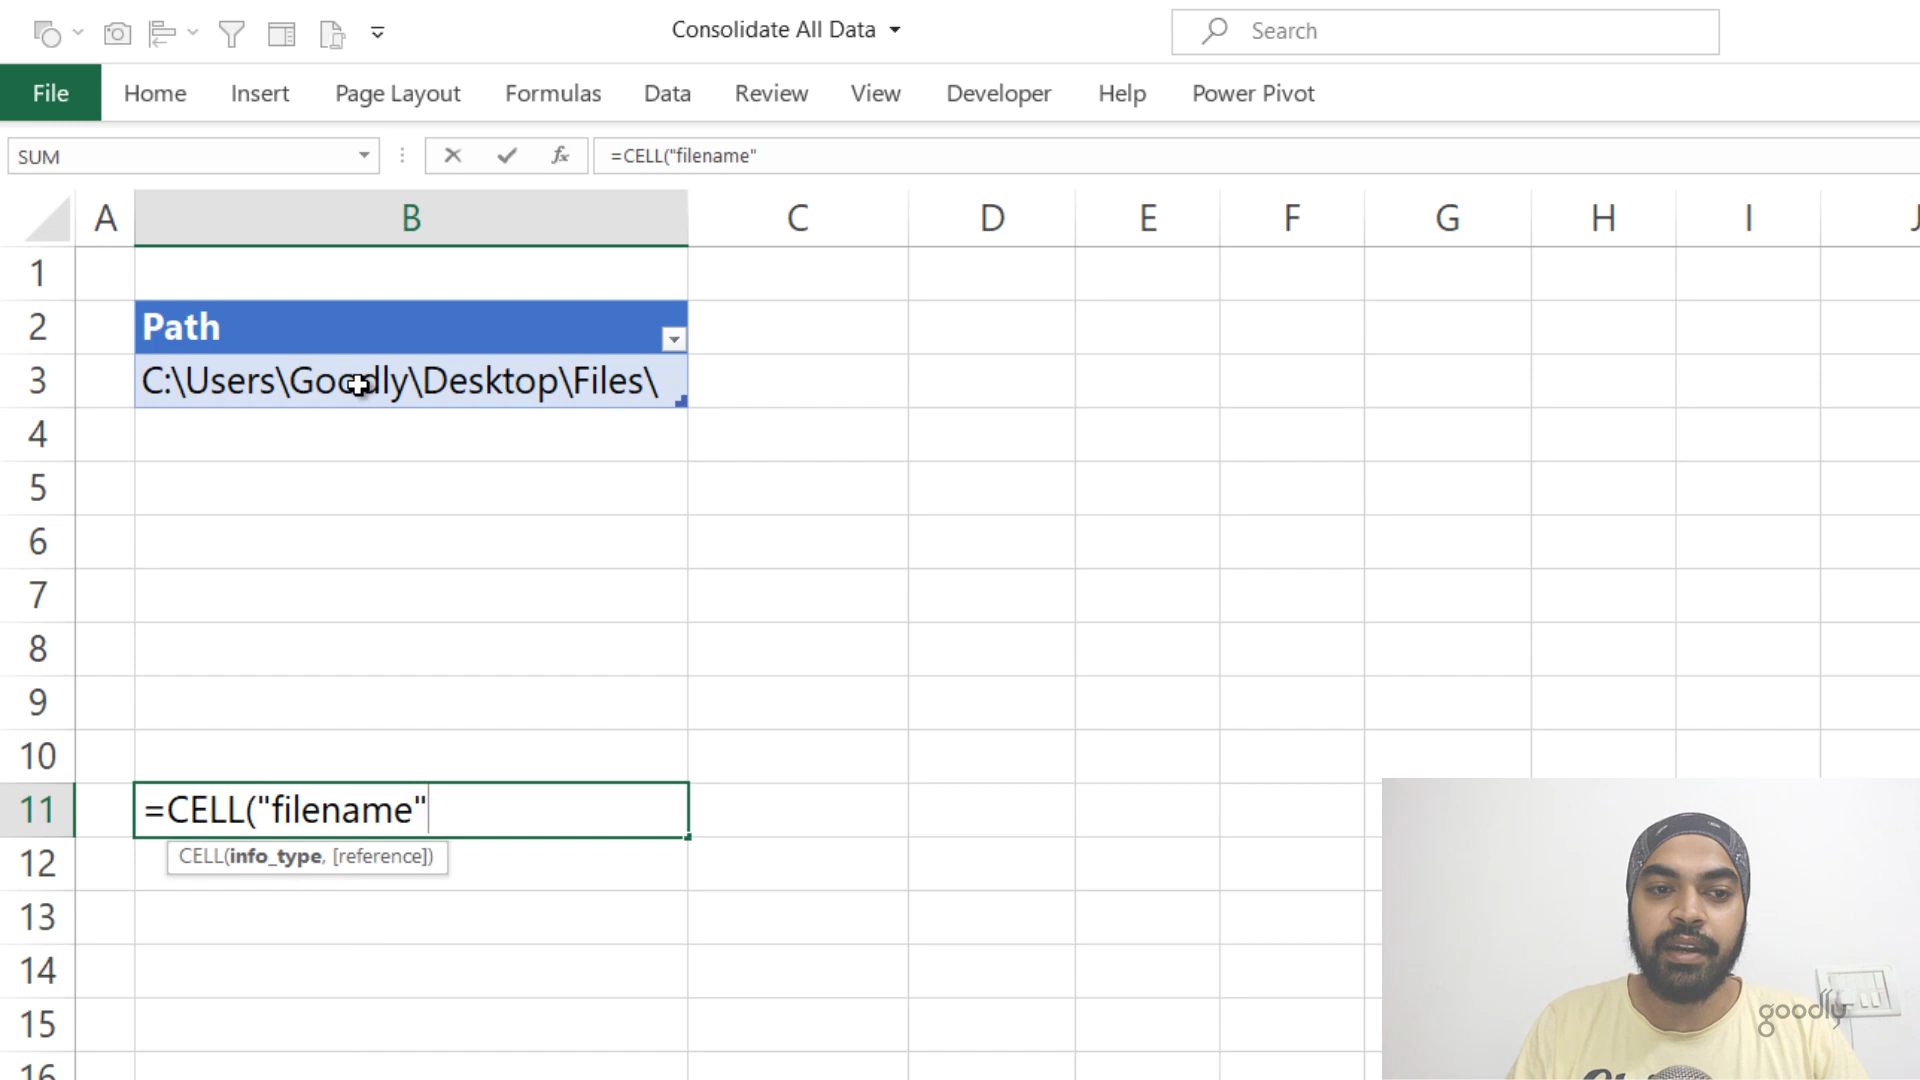 Consolidate All Data
Search
File Home Insert Page Layout Formulas Data Review View Developer Help Power Pivot
SUM
fx
=CELL("filename"
A B C D E F G H I J
1
2 Path
3 C:\Users\Goodly\Desktop\Files\
4
5
6
7
8
9
10
11 =CELL("filename"
12 CELL(info_type, [reference])
13
14
15
16
goodly